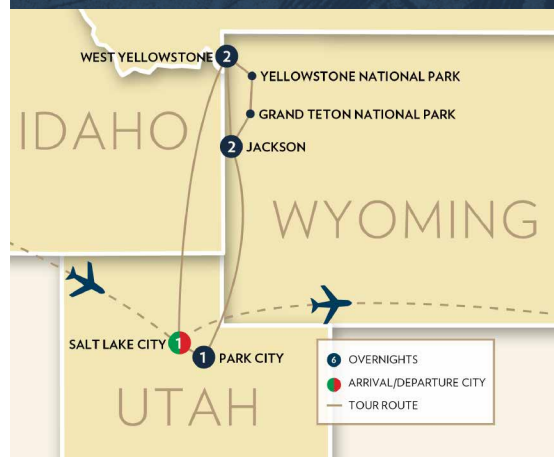 WEST YELLOWSTONE 2
YELLOWSTONE NATIONAL PARK
GRAND TETON NATIONAL PARK
IDAHO
2 JACKSON
WYOMING
SALT LAKE CITY 1
1 PARK CITY
UTAH
6 OVERNIGHTS
ARRIVAL/DEPARTURE CITY
TOUR ROUTE